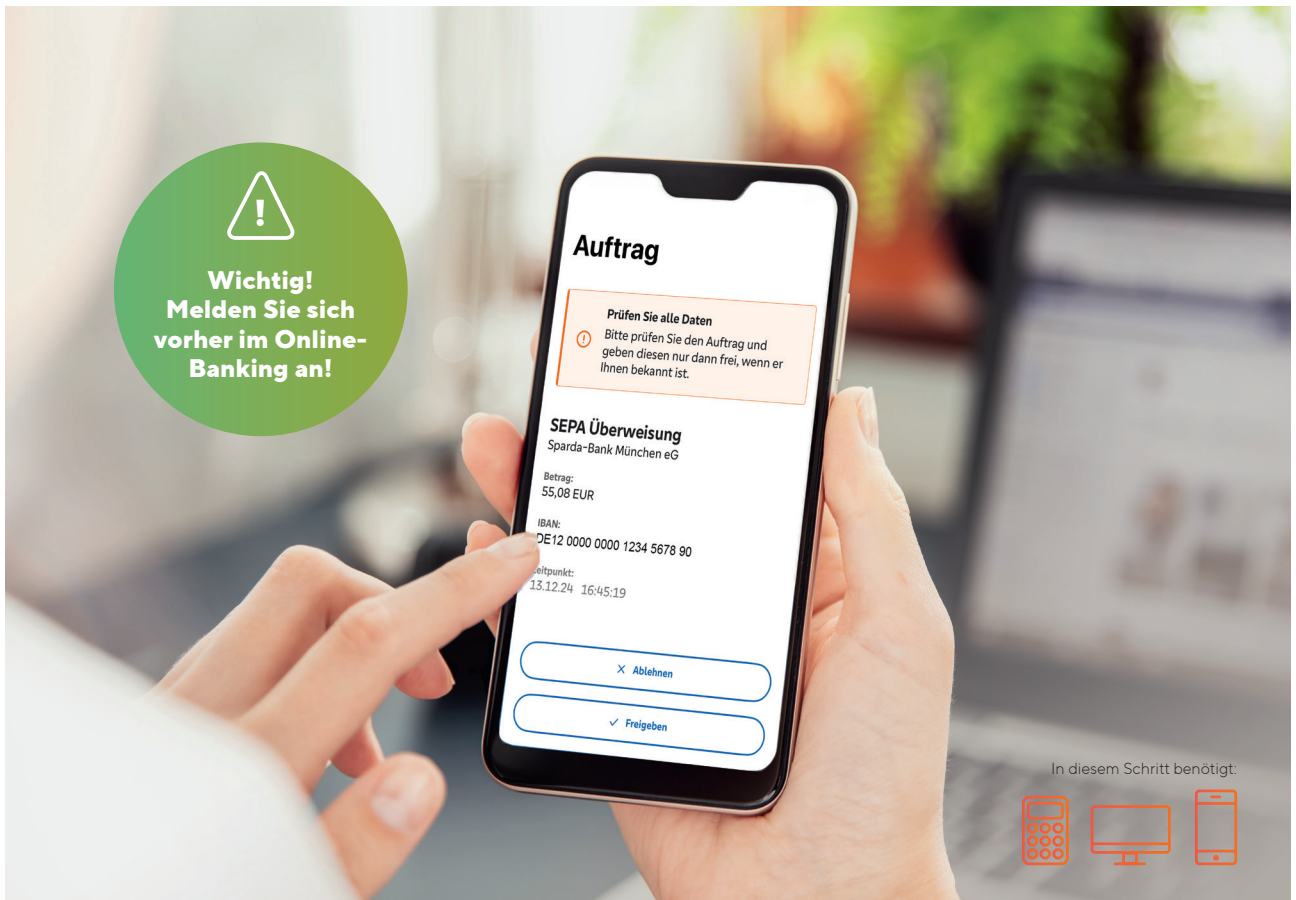 Wichtig!
Melden Sie sich
vorher im Online-
Banking an!
Auftrag
Prüfen Sie alle Daten
Bitte prüfen Sie den Auftrag und
geben diesen nur dann frei, wenn er
Ihnen bekannt ist.
SEPA Überweisung
Sparda-Bank München eG
Betrag:
55,08 EUR
IBAN:
DE12 0000 0000 1234 5678 90
Zeitpunkt:
13.12.24 16:45:19
Ablehnen
Freigeben
In diesem Schritt benötigt: